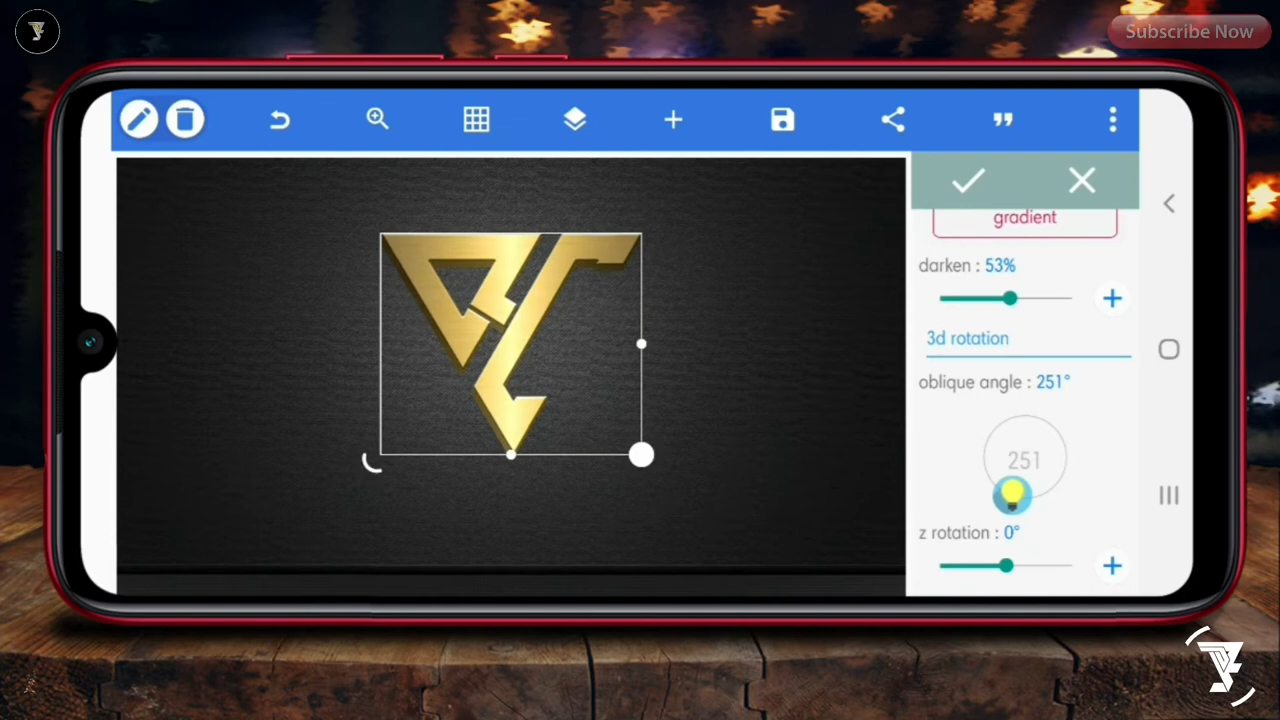 Subscribe Now
gradient
darken : 53%
3d rotation
oblique angle : 251°
251
z rotation : 0°